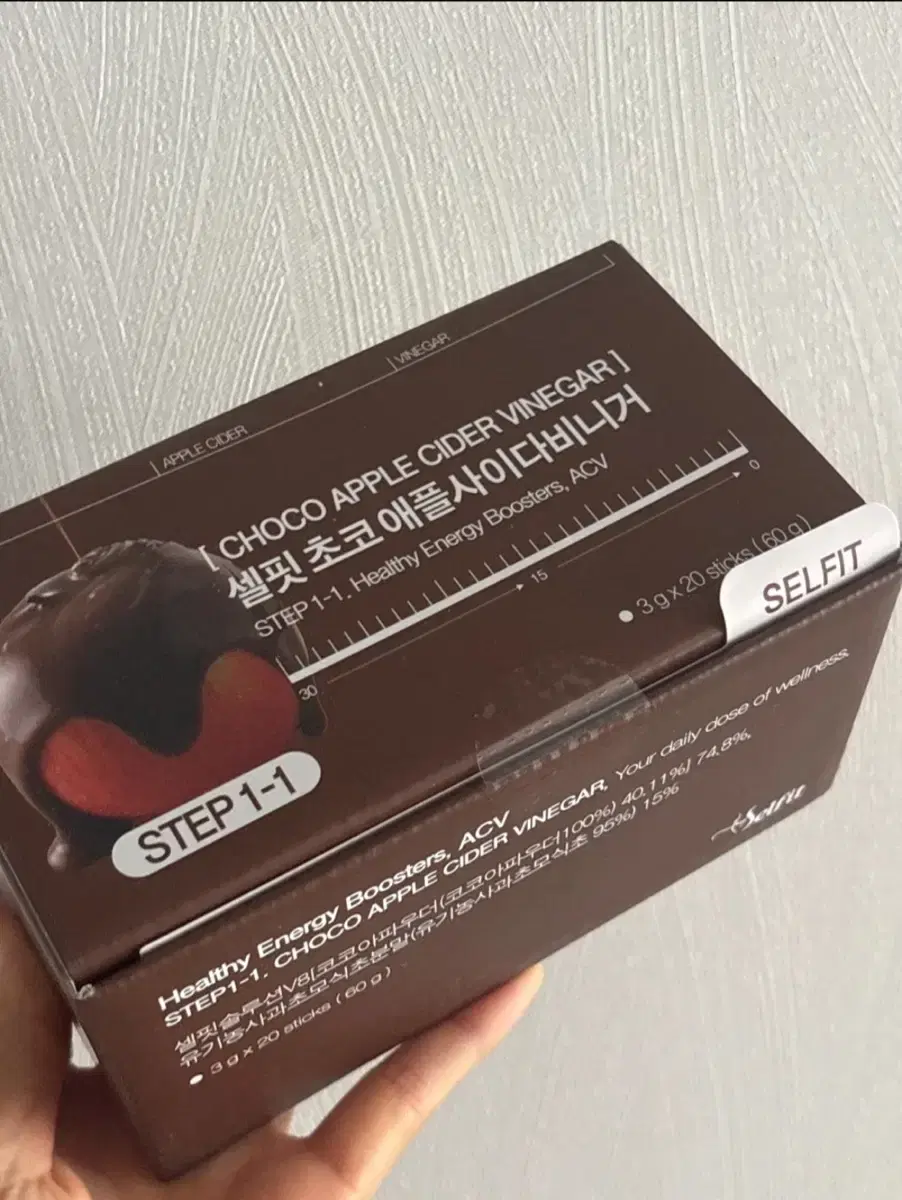 VINEGAR
APPLE CIDER
[ CHOCO APPLE CIDER VINEGAR ]
셀핏 초코 애플사이다비니거
STEP 1-1. Healthy Energy Boosters, ACV
0
15
30
3 g x 20 sticks ( 60 g )
SELFIT
STEP 1-1
Healthy Energy Boosters, ACV
STEP1-1. CHOCO APPLE CIDER VINEGAR, Your daily dose of wellness.
셀핏솔루션V8[코코아파우더(코코아파우더100%) 40.11%] 74.8%,
유기농사과초모식초분말(유기농사과초모식초 95%) 15%
3 g x 20 sticks ( 60 g )
Selfit